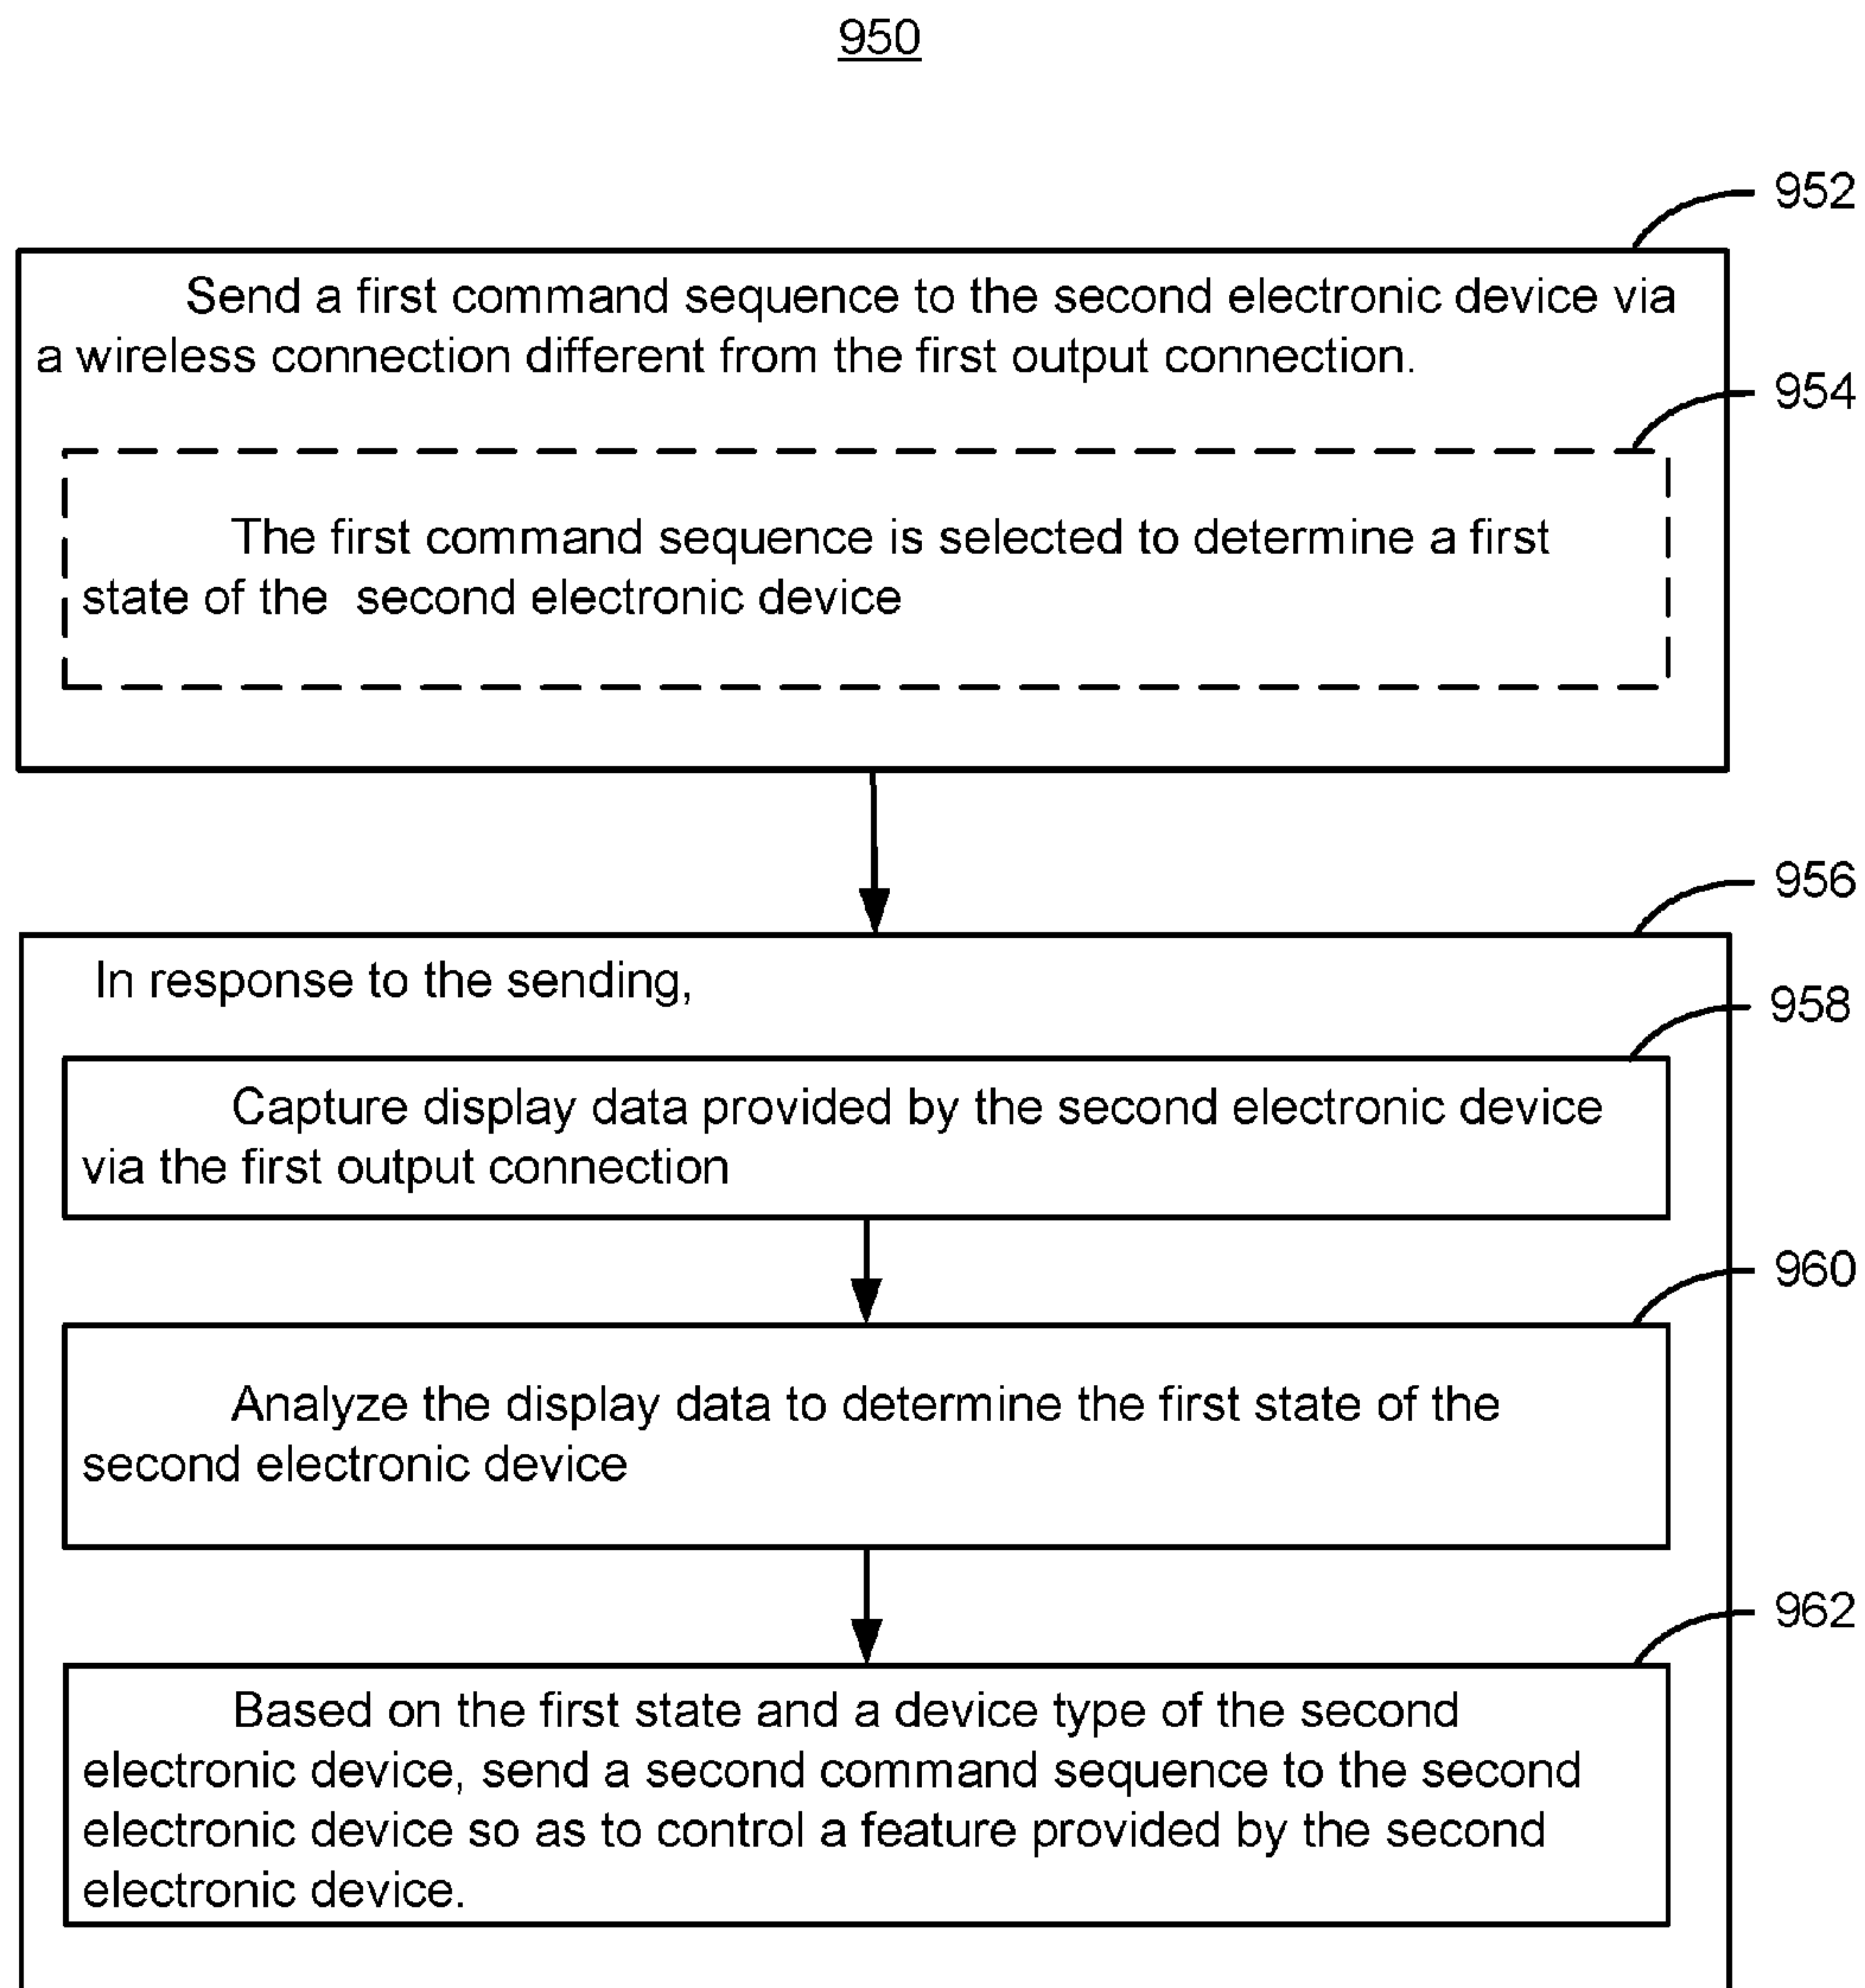 950
952
Send a first command sequence to the second electronic device via
a wireless connection different from the first output connection.
954
The first command sequence is selected to determine a first
state of the  second electronic device
956
In response to the sending,
958
Capture display data provided by the second electronic device
via the first output connection
960
Analyze the display data to determine the first state of the
second electronic device
962
Based on the first state and a device type of the second
electronic device, send a second command sequence to the second
electronic device so as to control a feature provided by the second
electronic device.